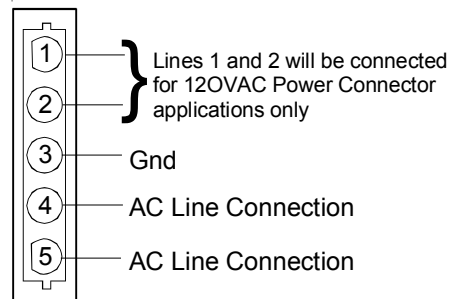 1
Lines 1 and 2 will be connected
for 12OVAC Power Connector
2
applications only
3
Gnd
4
AC Line Connection
5
AC Line Connection